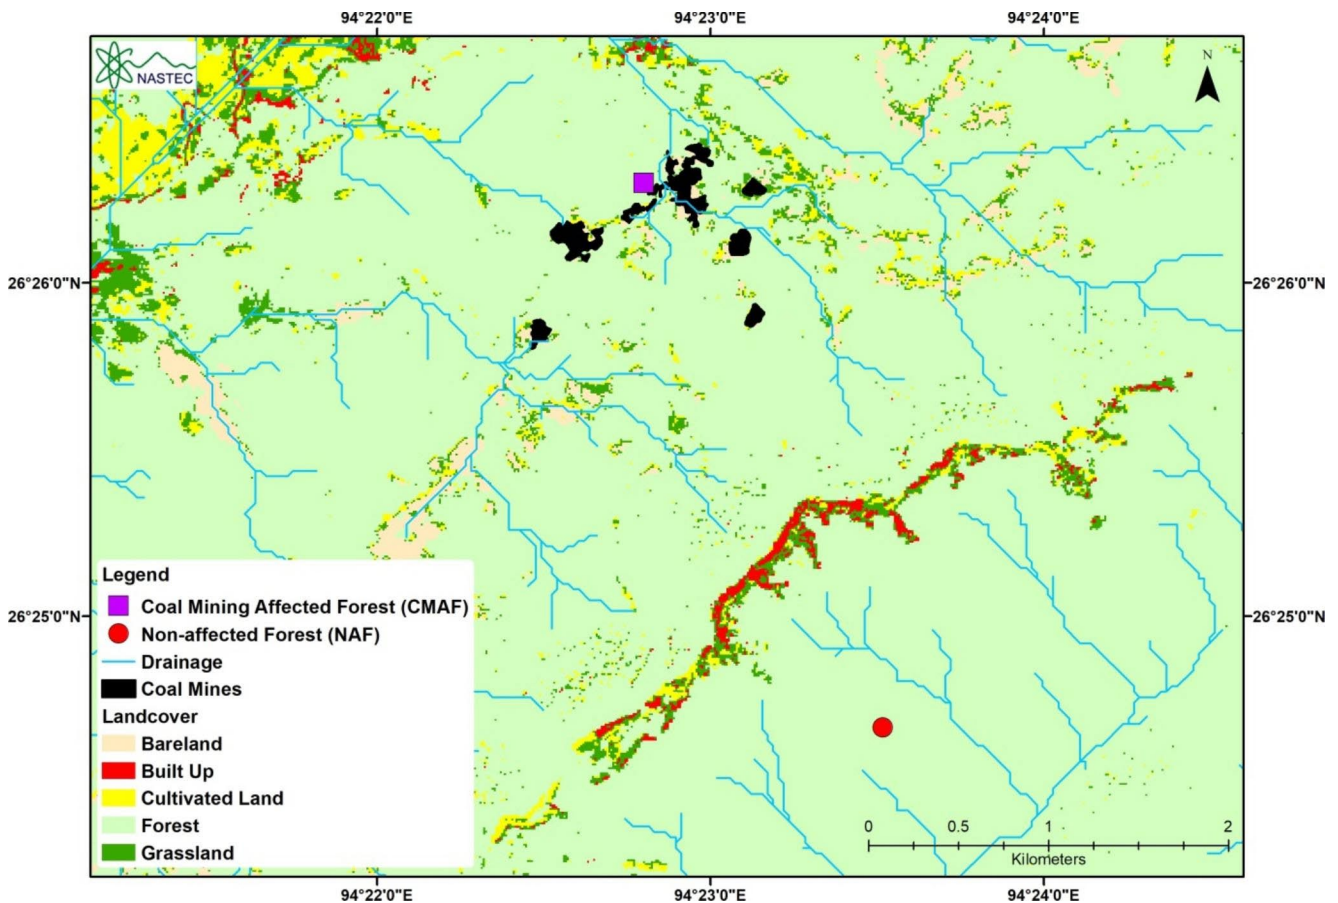 94°22'0"E 94°23'0"E 94°24'0"E
NASTEC
N
26°26'0"N 26°26'0"N
26°25'0"N 26°25'0"N
Legend
Coal Mining Affected Forest (CMAF)
Non-affected Forest (NAF)
Drainage
Coal Mines
Landcover
Bareland
Built Up
Cultivated Land
Forest
Grassland
0 0.5 1 2
Kilometers
94°22'0"E 94°23'0"E 94°24'0"E